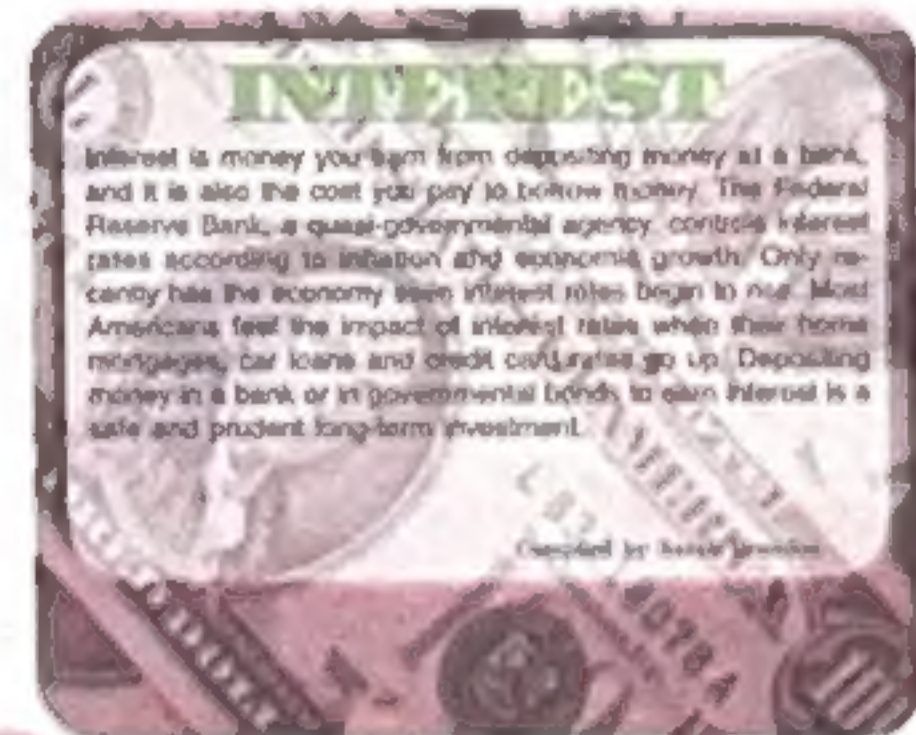 INTEREST
Interest is money you earn from depositing money at a bank,
and it is also the cost you pay to borrow money. The Federal
Reserve Bank, a quasi-governmental agency, controls interest
rates according to inflation and economic growth. Only re-
cently has the economy seen interest rates begin to rise. Most
Americans feel the impact of interest rates when their home
mortgages, car loans and credit card rates go up. Depositing
money in a bank or in governmental bonds to earn interest is a
safe and prudent long-term investment.
Compiled by